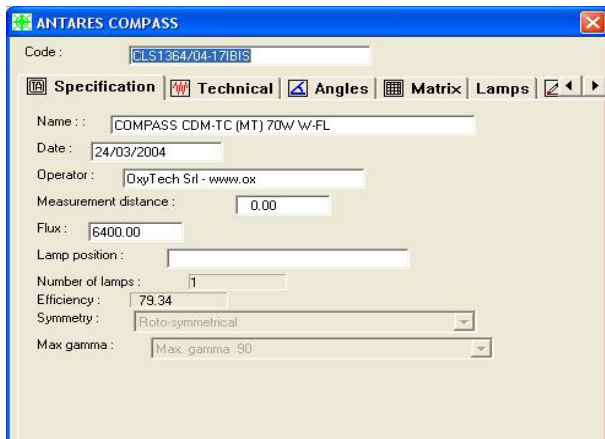 ANTARES COMPASS
Code : CLS1364/04-17IBIS
Specification Technical Angles Matrix Lamps
Name : : COMPASS CDM-TC (MT) 70W W-FL
Date : 24/03/2004
Operator : OxyTech Srl - www.ox
Measurement distance : 0.00
Flux : 6400.00
Lamp position :
Number of lamps : 1
Efficiency : 79.34
Symmetry : Roto-symmetrical
Max gamma : Max. gamma 90